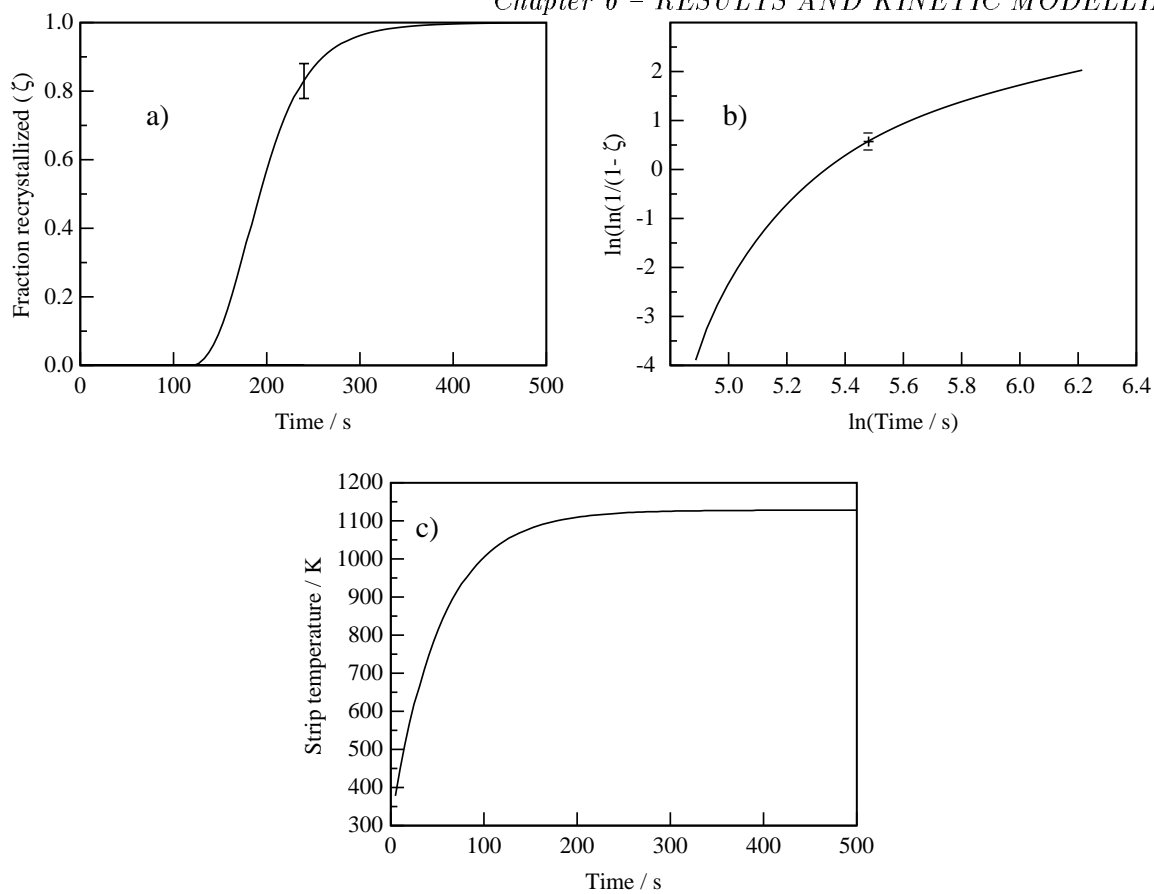 Chapter 6 – RESULTS AND KINETIC MODELLIN
a)
Fraction recrystallized (ζ)
1.0
0.8
0.6
0.4
0.2
0.0
0 100 200 300 400 500
Time / s
b)
ln(ln(1/(1- ζ)
2
1
0
-1
-2
-3
-4
5.0 5.2 5.4 5.6 5.8 6.0 6.2 6.4
ln(Time / s)
c)
Strip temperature / K
1200
1100
1000
900
800
700
600
500
400
300
0 100 200 300 400 500
Time / s